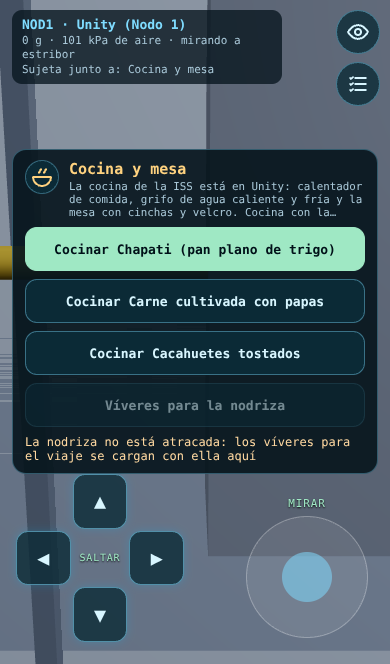 NOD1 · Unity (Nodo 1)
0 g · 101 kPa de aire · mirando a
estribor
Sujeta junto a: Cocina y mesa
Cocina y mesa
La cocina de la ISS está en Unity: calentador
de comida, grifo de agua caliente y fría y la
mesa con cinchas y velcro. Cocina con la…
Cocinar Chapati (pan plano de trigo)
Cocinar Carne cultivada con papas
Cocinar Cacahuetes tostados
Víveres para la nodriza
La nodriza no está atracada: los víveres para
el viaje se cargan con ella aquí
MIRAR
SALTAR